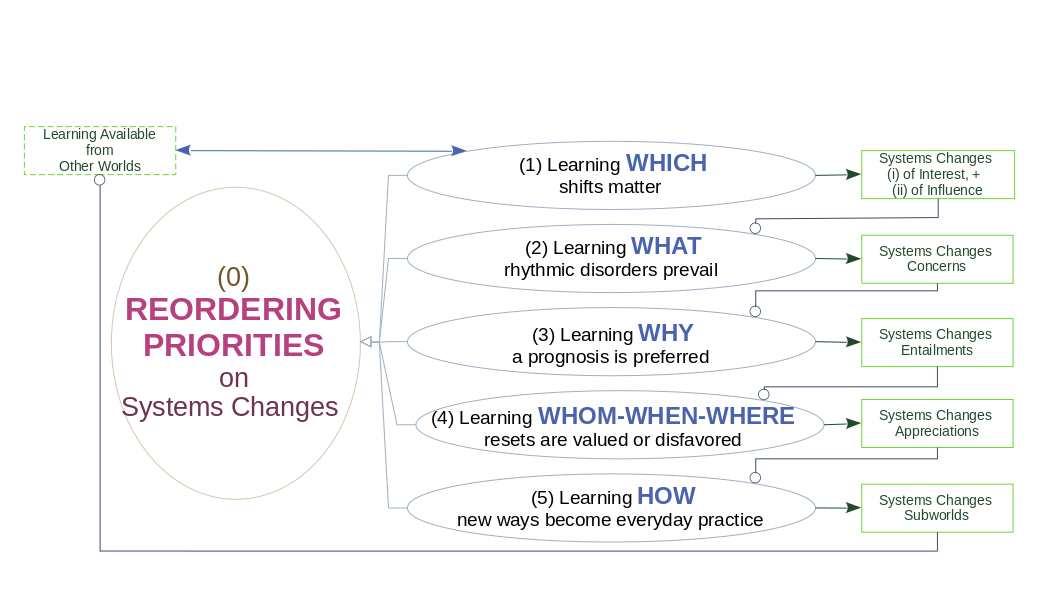 Learning Available
from
Other Worlds
(0)
REORDERING
PRIORITIES
on
Systems Changes
(1) Learning WHICH
shifts matter
Systems Changes
(i) of Interest, +
(ii) of Influence
(2) Learning WHAT
rhythmic disorders prevail
Systems Changes
Concerns
(3) Learning WHY
a prognosis is preferred
Systems Changes
Entailments
(4) Learning WHOM-WHEN-WHERE
resets are valued or disfavored
Systems Changes
Appreciations
(5) Learning HOW
new ways become everyday practice
Systems Changes
Subworlds